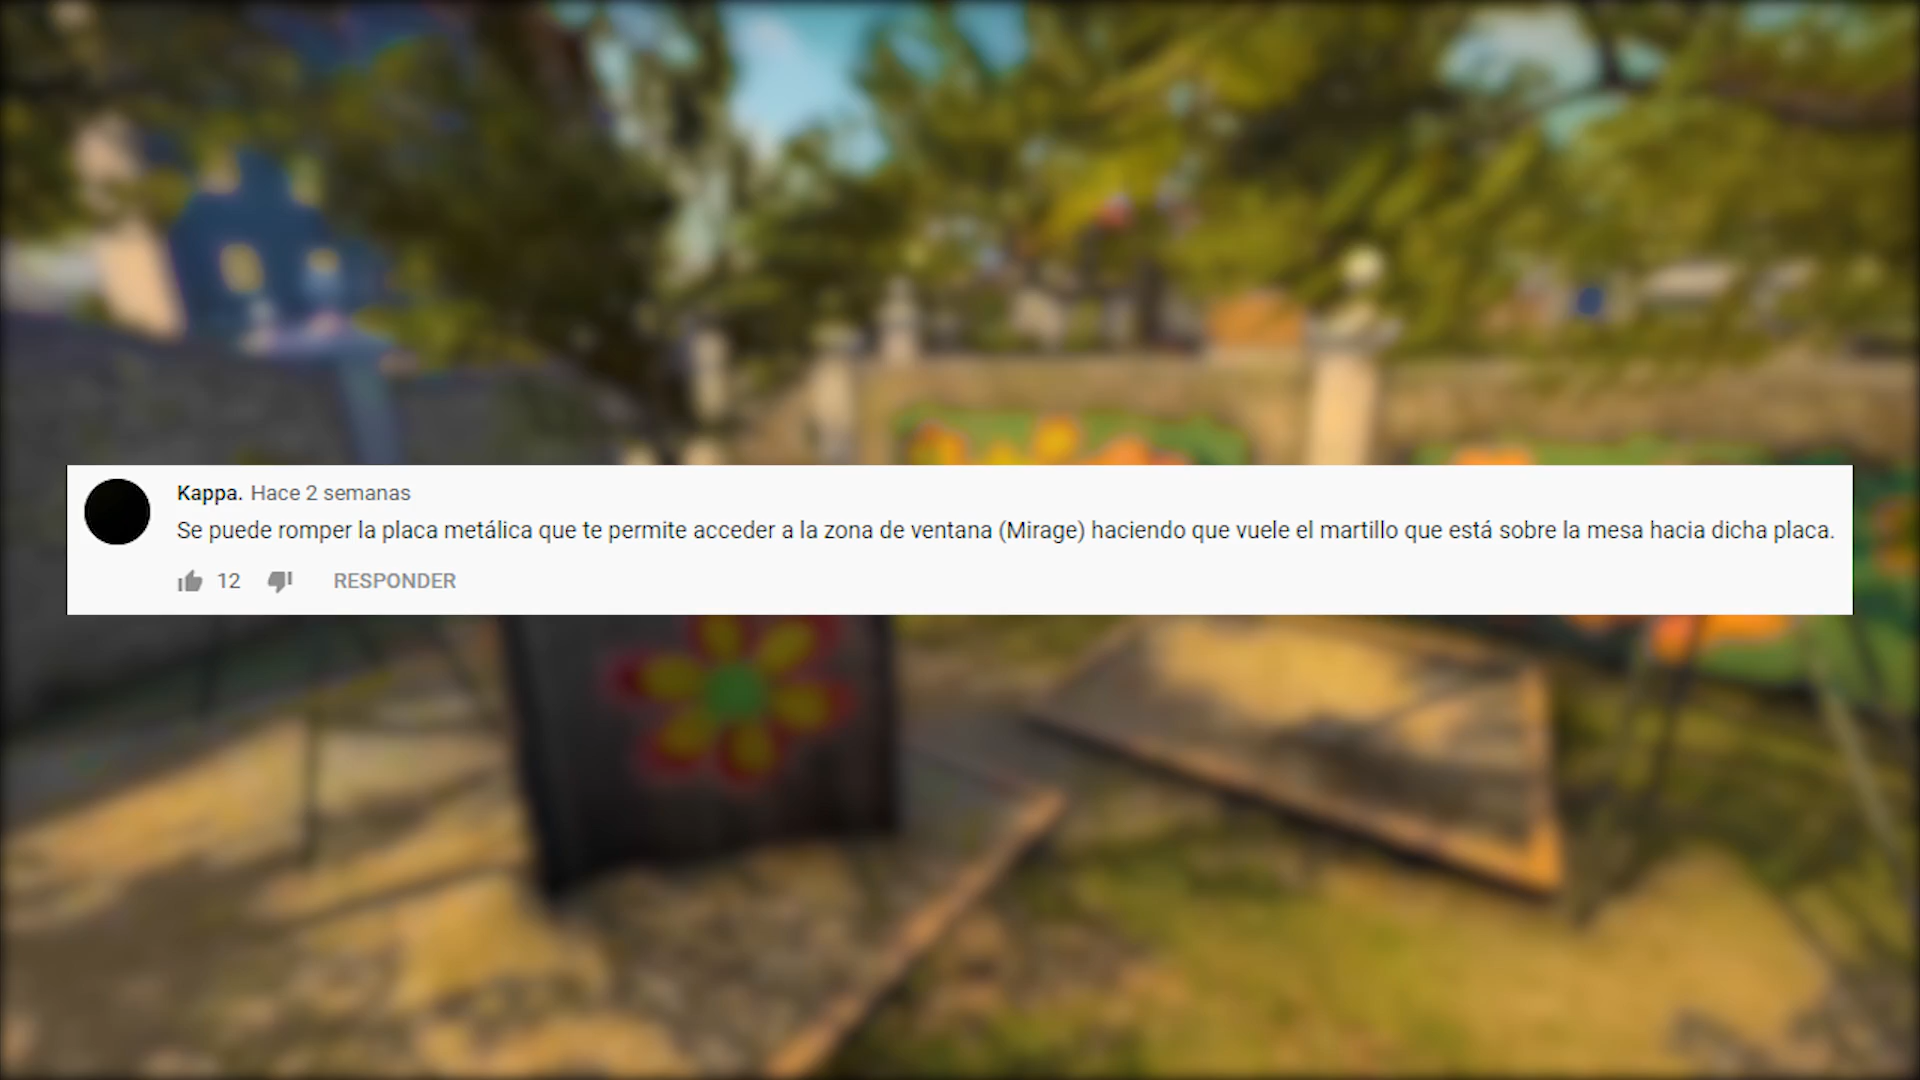 Kappa. Hace 2 semanas
Se puede romper la placa metálica que te permite acceder a la zona de ventana (Mirage) haciendo que vuele el martillo que está sobre la mesa hacia dicha placa.
12 RESPONDER